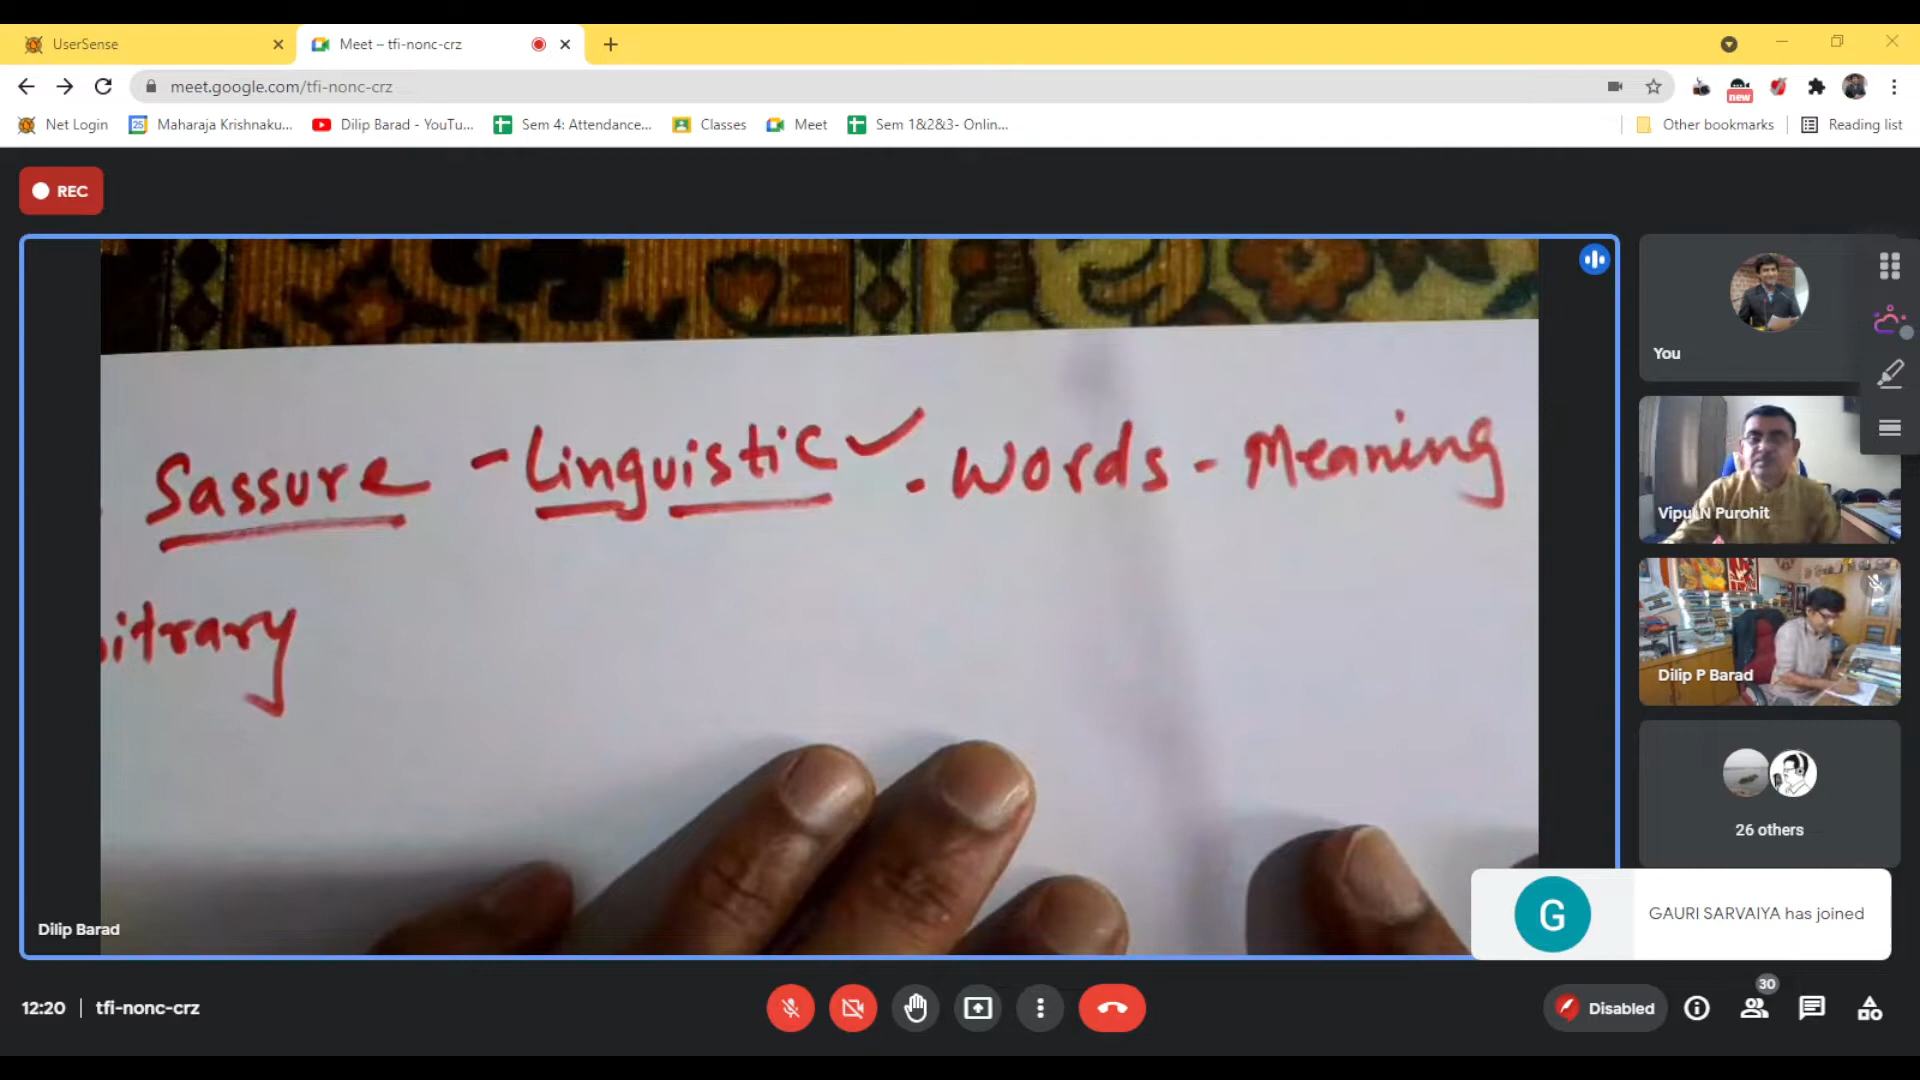 UserSense
Meet – tfi-nonc-crz
meet.google.com/tfi-nonc-crz
new
Net Login
25
Maharaja Krishnaku...
Dilip Barad - YouTu...
Sem 4: Attendance...
Classes
Meet
Sem 1&2&3- Onlin...
Other bookmarks
Reading list
REC
Sassure - Linguistic ✓ . Words - Meaning
bitrary
You
Vipul N Purohit
Dilip P Barad
26 others
G
GAURI SARVAIYA has joined
Dilip Barad
12:20 | tfi-nonc-crz
Disabled
30